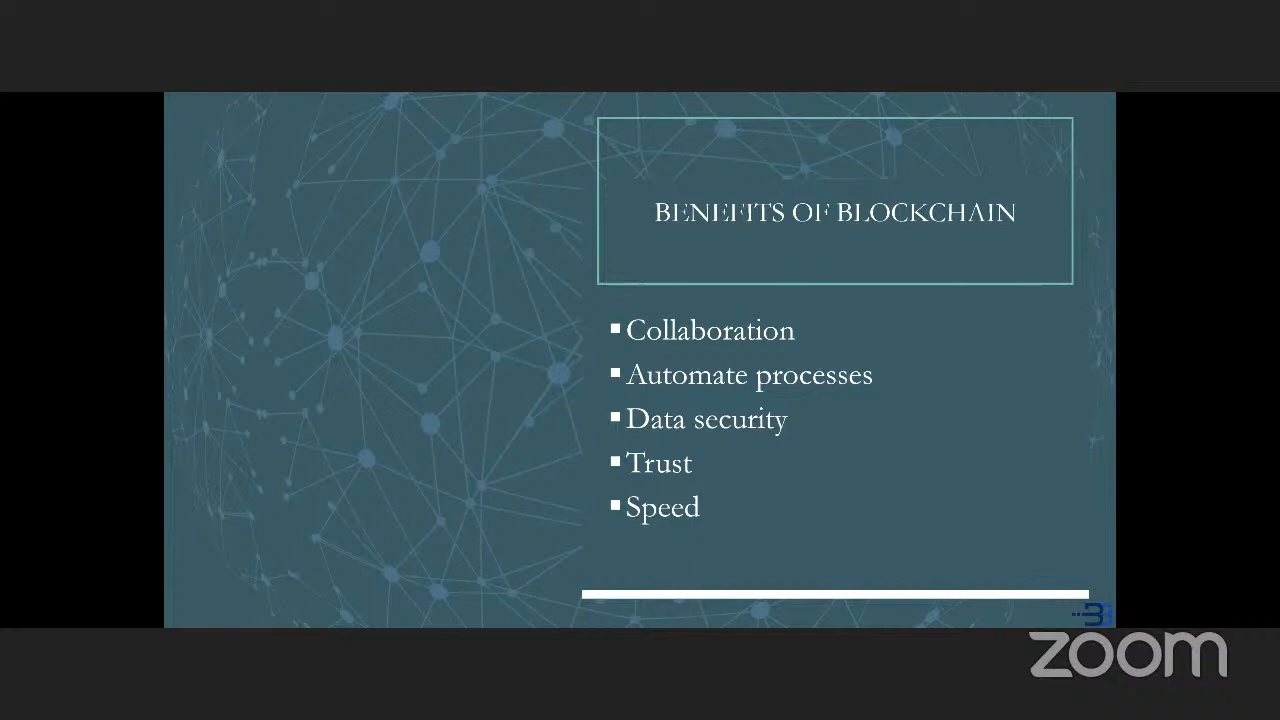 BENEFITS OF BLOCKCHAIN
▪Collaboration
▪Automate processes
▪Data security
▪Trust
▪Speed
zoom